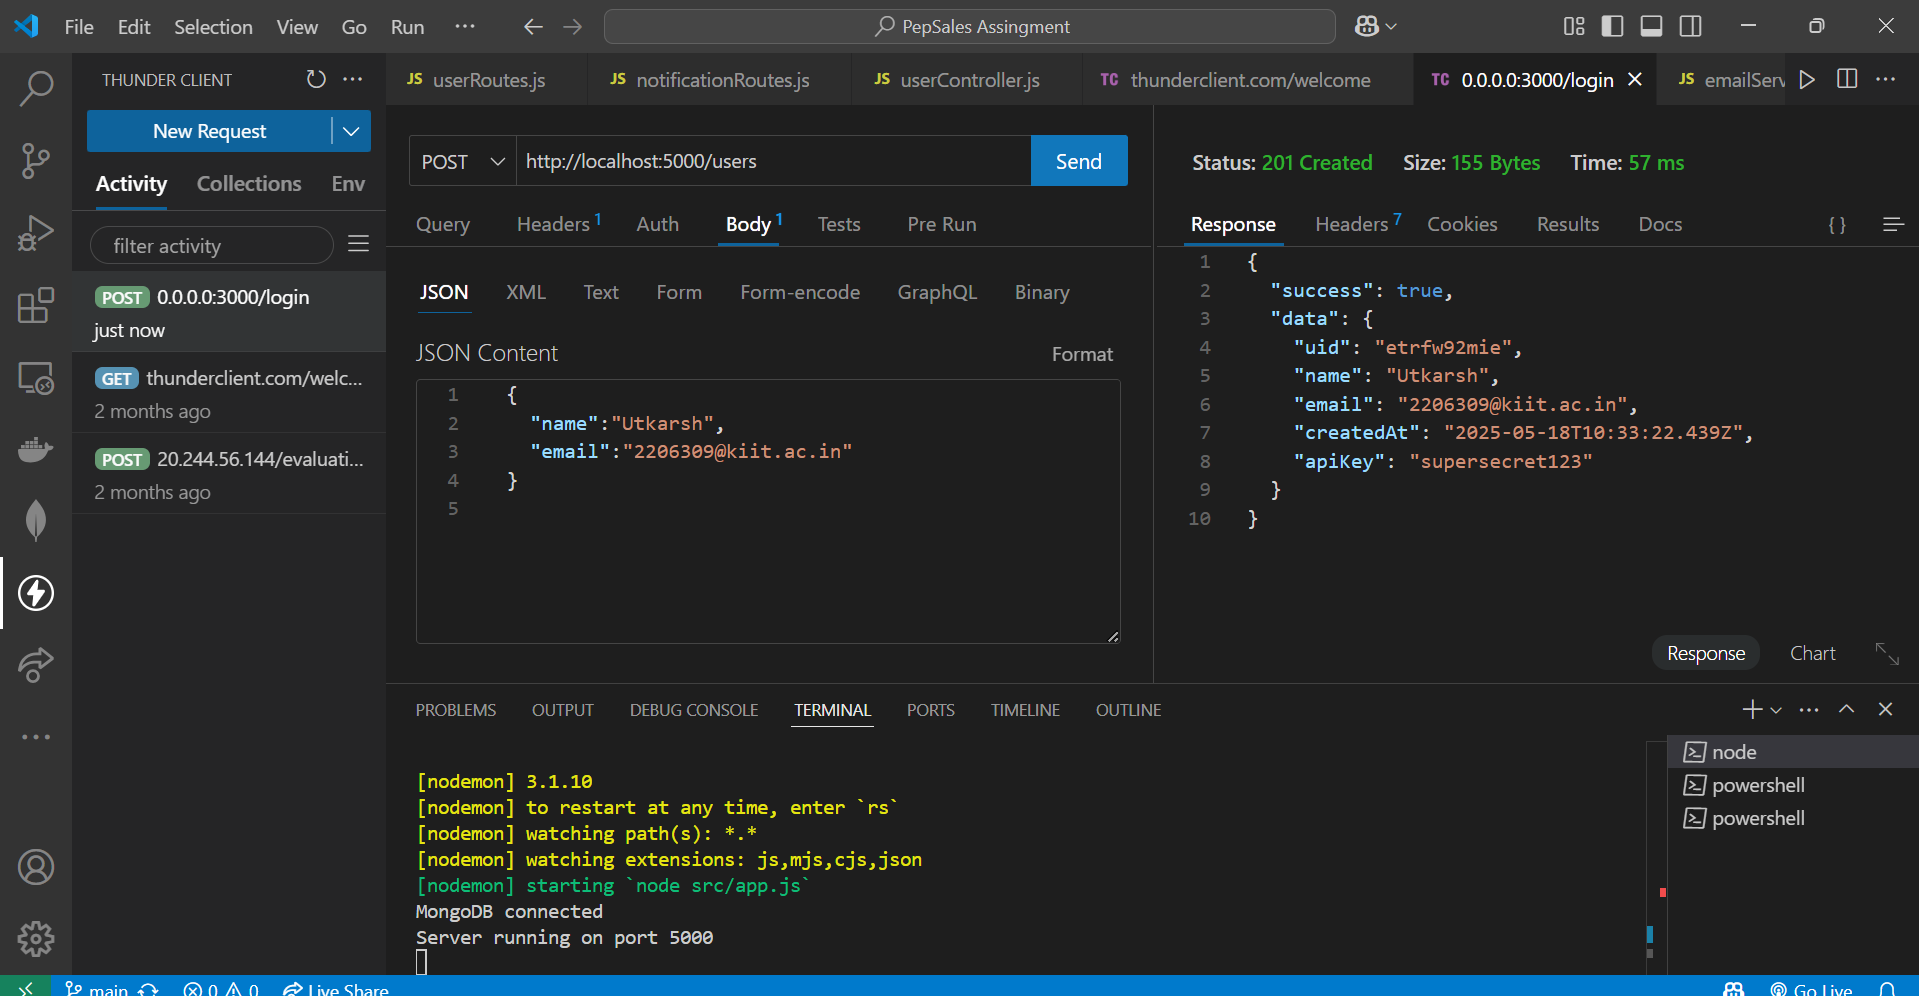 File Edit Selection View Go Run ··· PepSales Assingment
THUNDER CLIENT ···
New Request
Activity Collections Env
filter activity
POST 0.0.0.0:3000/login
just now
GET thunderclient.com/welc...
2 months ago
POST 20.244.56.144/evaluati...
2 months ago
JS userRoutes.js JS notificationRoutes.js JS userController.js TC thunderclient.com/welcome TC 0.0.0.0:3000/login JS emailServ ···
POST http://localhost:5000/users Send
Query Headers 1 Auth Body 1 Tests Pre Run
JSON XML Text Form Form-encode GraphQL Binary
JSON Content Format
1 {
2 "name":"Utkarsh",
3 "email":"2206309@kiit.ac.in"
4 }
5
Status: 201 Created Size: 155 Bytes Time: 57 ms
Response Headers 7 Cookies Results Docs { }
1 {
2 "success": true,
3 "data": {
4 "uid": "etrfw92mie",
5 "name": "Utkarsh",
6 "email": "2206309@kiit.ac.in",
7 "createdAt": "2025-05-18T10:33:22.439Z",
8 "apiKey": "supersecret123"
9 }
10 }
Response Chart
PROBLEMS OUTPUT DEBUG CONSOLE TERMINAL PORTS TIMELINE OUTLINE ···
[nodemon] 3.1.10
[nodemon] to restart at any time, enter `rs`
[nodemon] watching path(s): *.*
[nodemon] watching extensions: js,mjs,cjs,json
[nodemon] starting `node src/app.js`
MongoDB connected
Server running on port 5000
node
powershell
powershell
main 0 0 Live Share Go Live